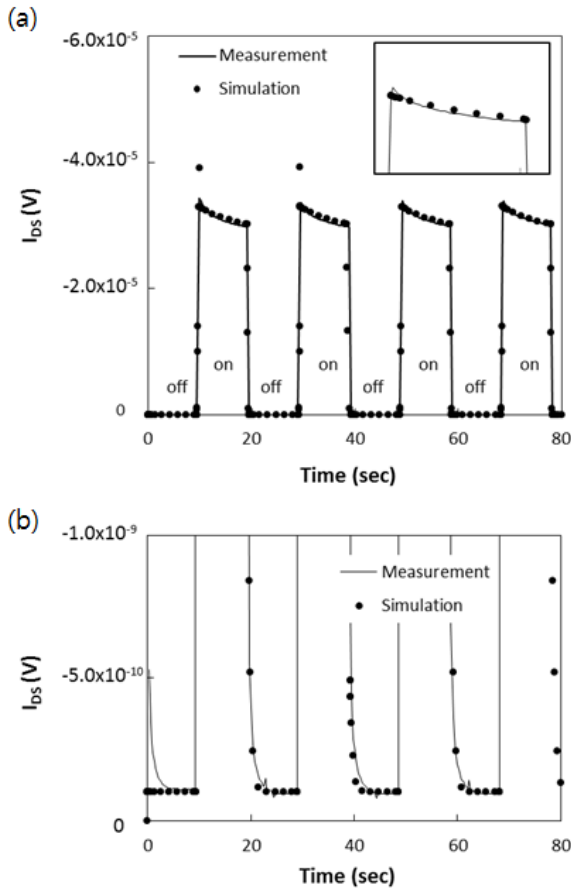 (a)
-6.0x10⁻⁵
Measurement
Simulation
-4.0x10⁻⁵
I_DS (V)
-2.0x10⁻⁵
on on on on
off off off off
0
0 20 40 60 80
Time (sec)
(b)
-1.0x10⁻⁹
Measurement
Simulation
I_DS (V)
-5.0x10⁻¹⁰
0
0 20 40 60 80
Time (sec)